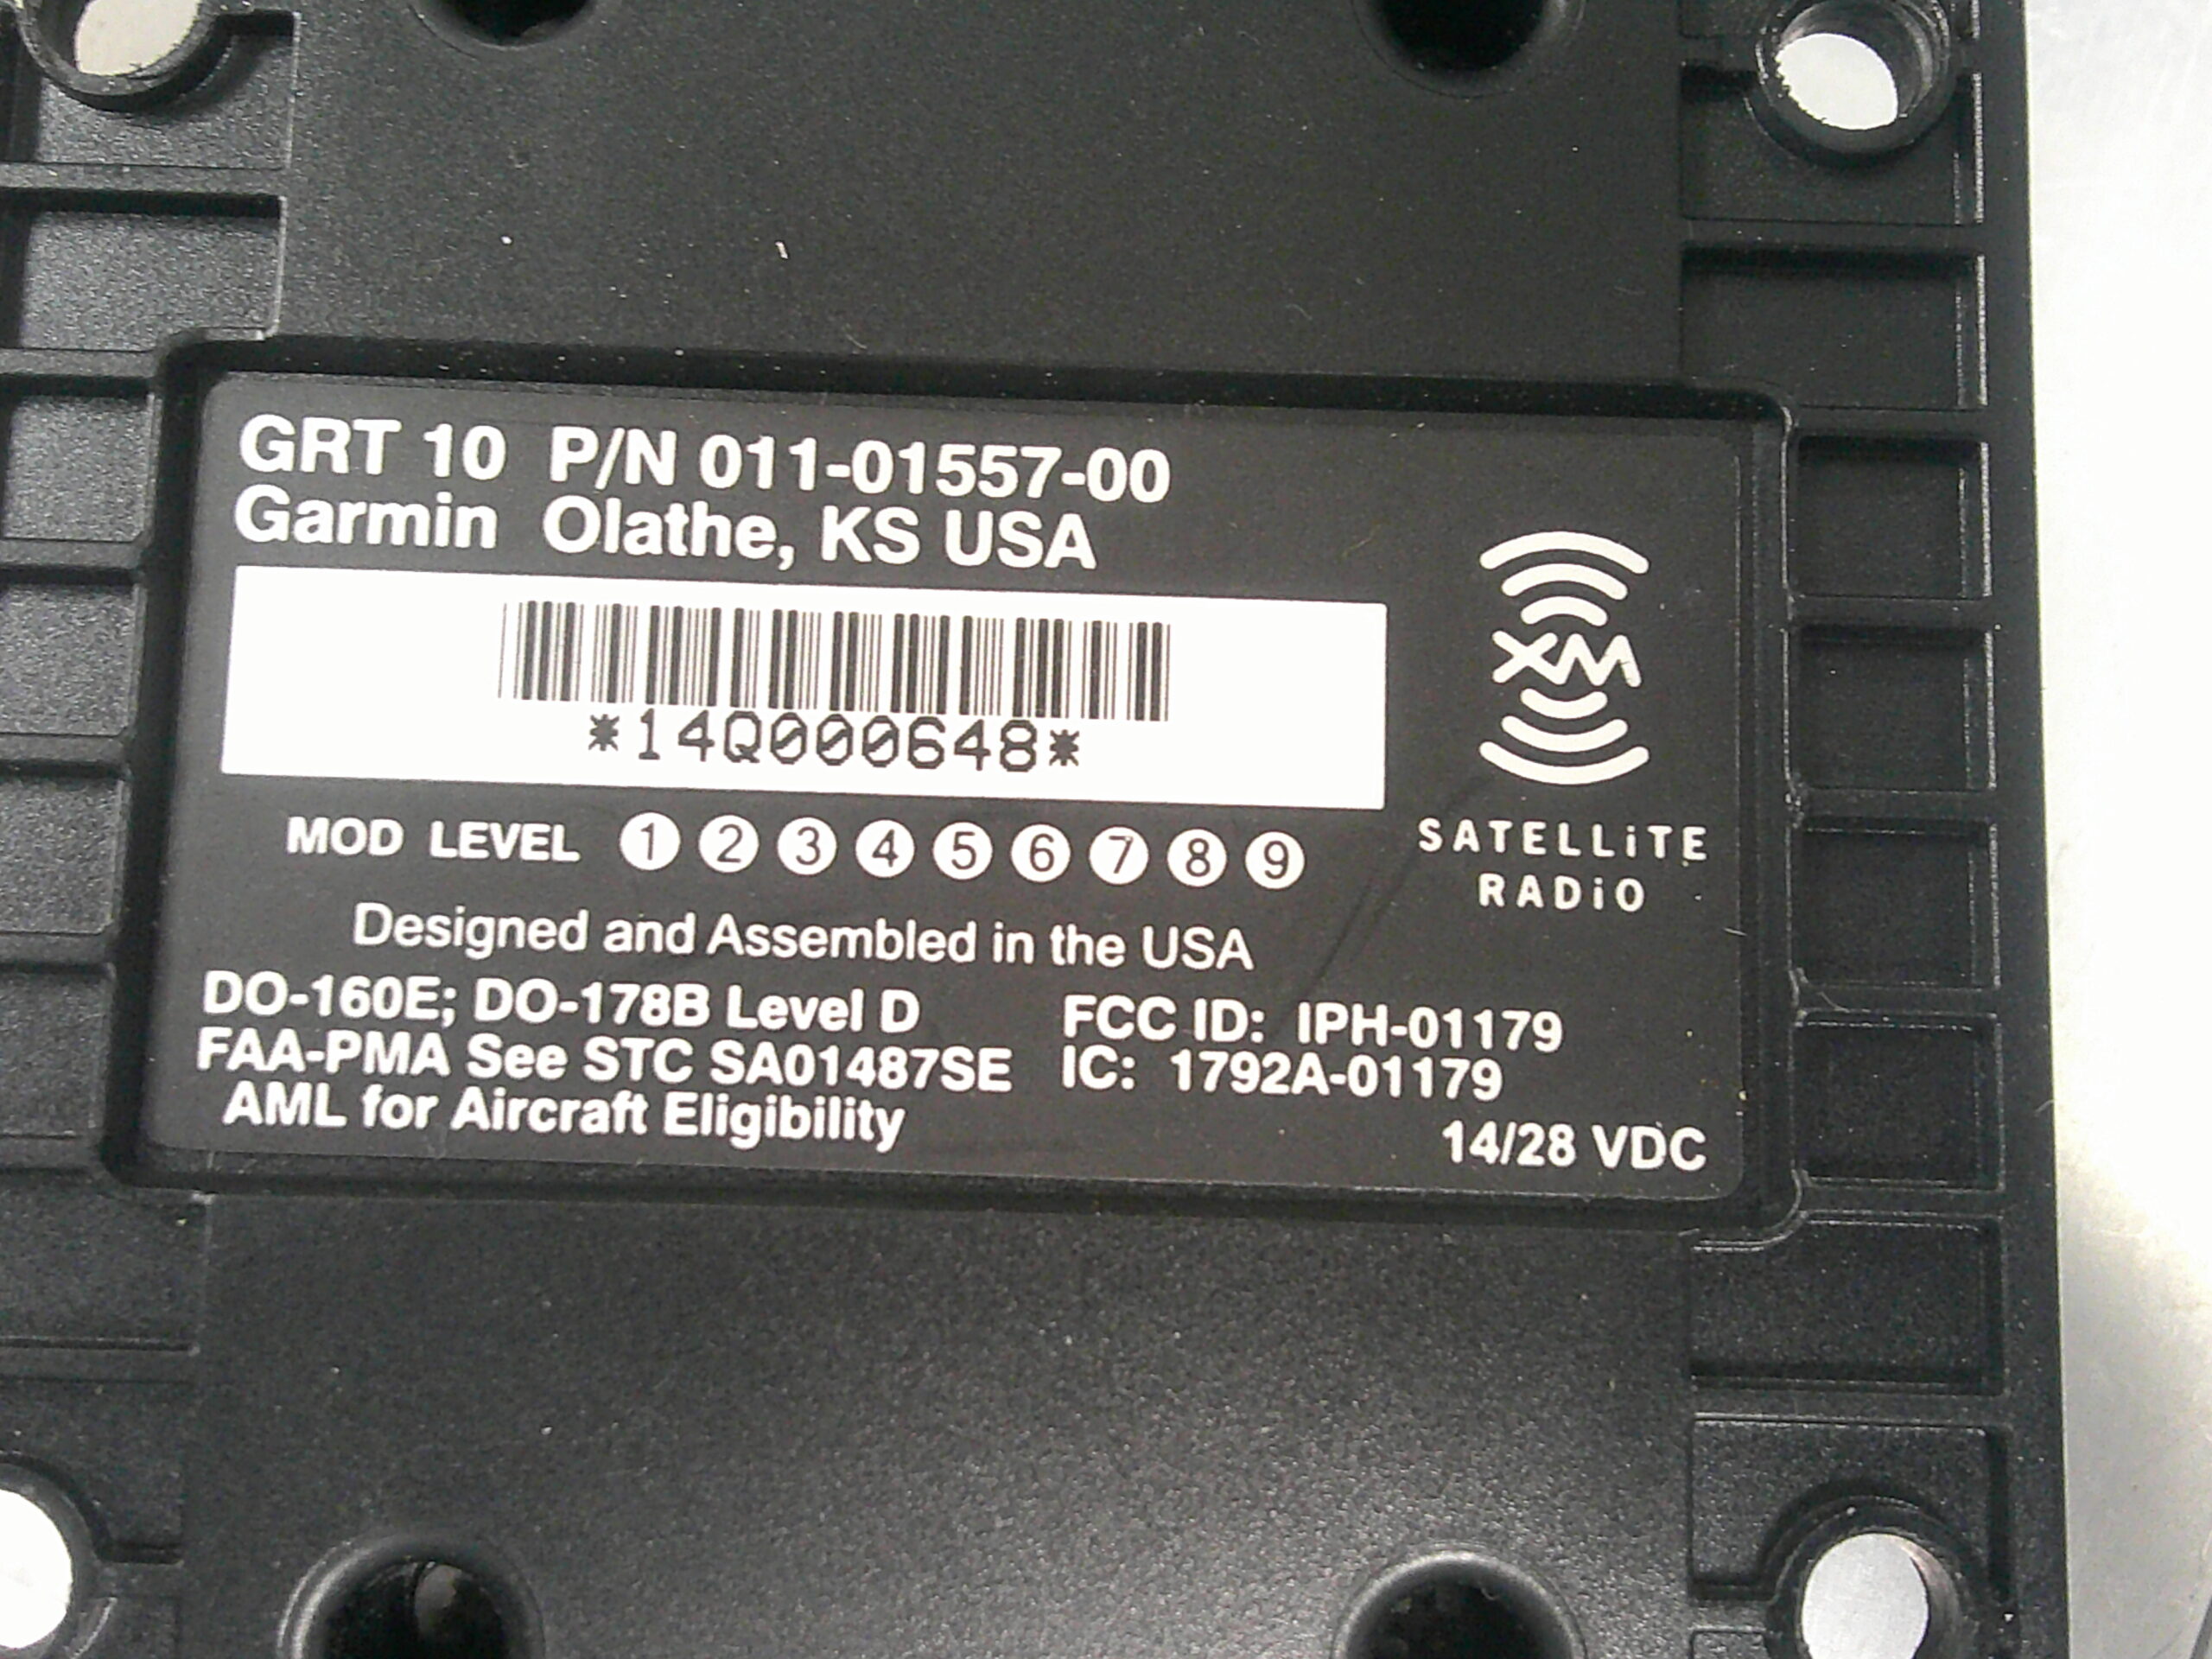 GRT 10 P/N 011-01557-00
Garmin Olathe, KS USA
*14Q000648*
MOD LEVEL 1 2 3 4 5 6 7 8 9
XM
SATELLiTE
RADiO
Designed and Assembled in the USA
DO-160E; DO-178B Level D
FAA-PMA See STC SA01487SE
AML for Aircraft Eligibility
FCC ID: IPH-01179
IC: 1792A-01179
14/28 VDC